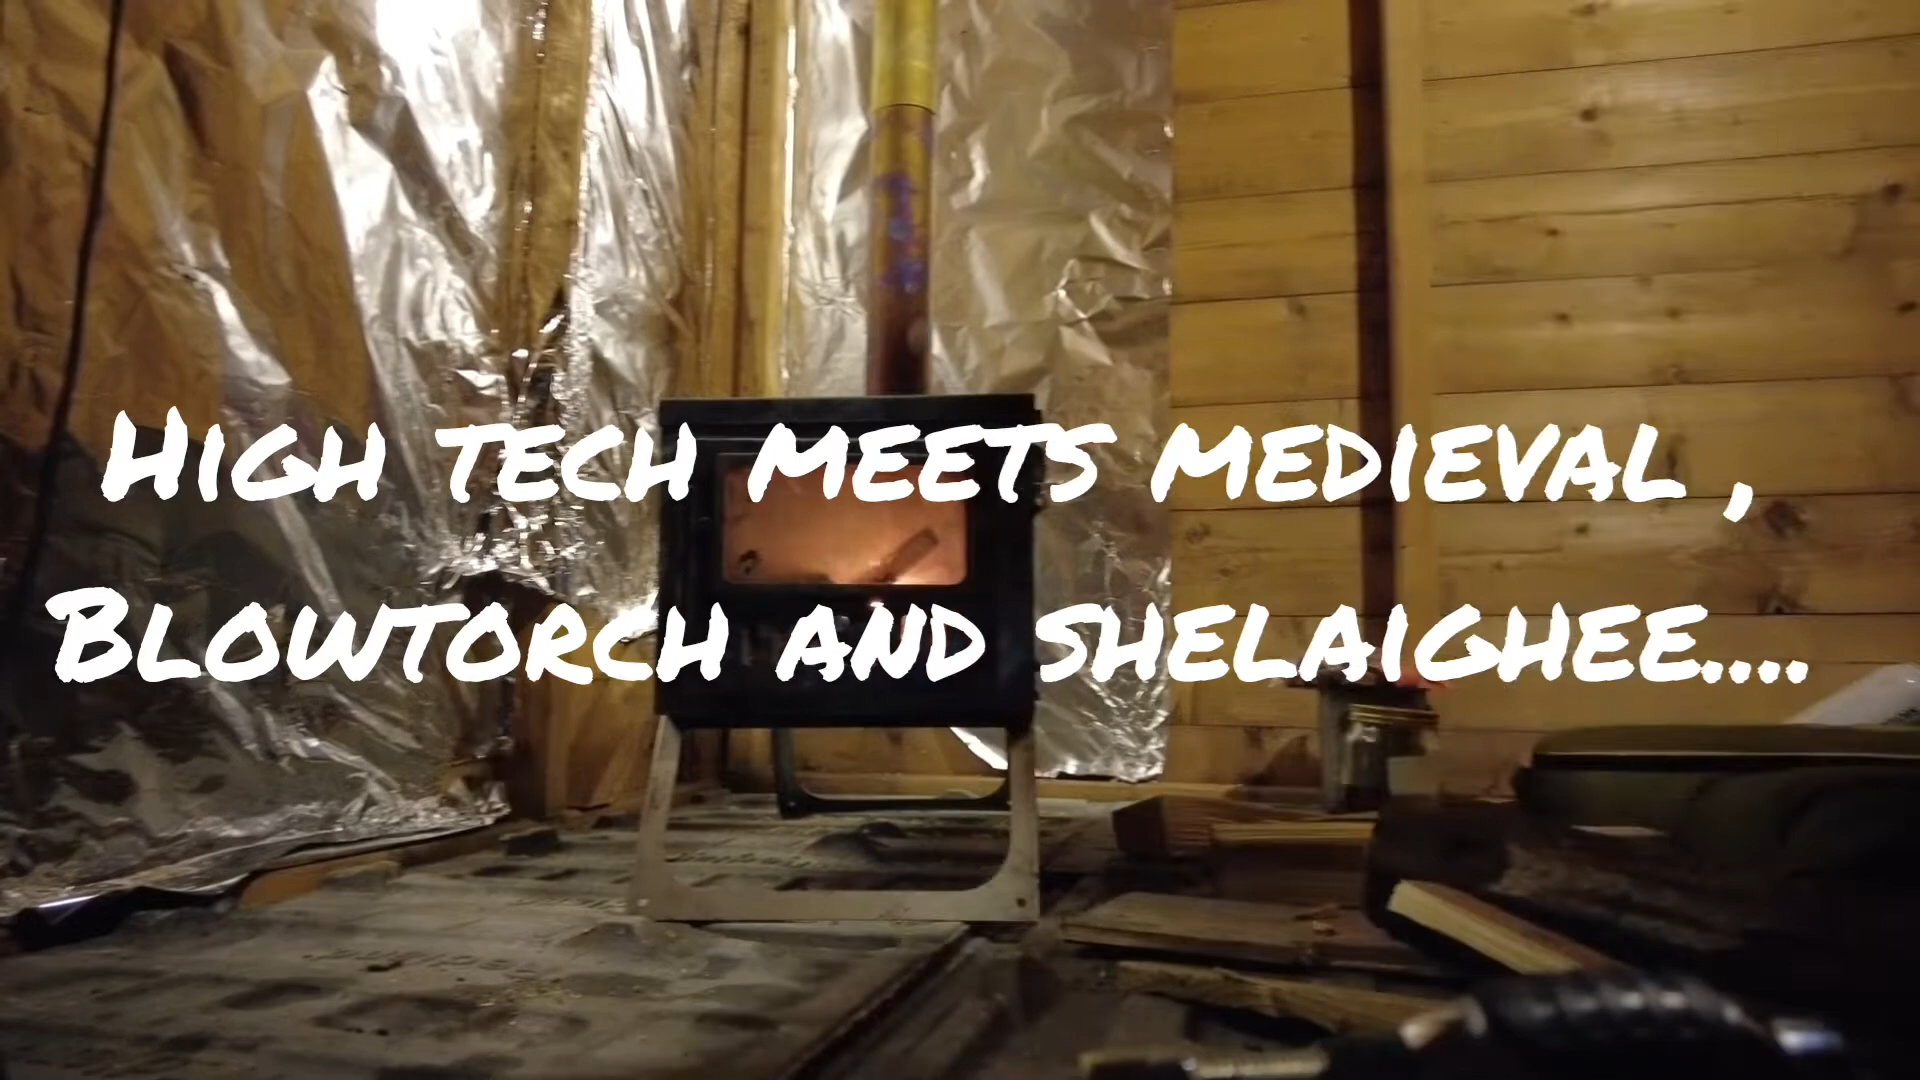 High tech meets medieval ,
Blowtorch and shelaighee....